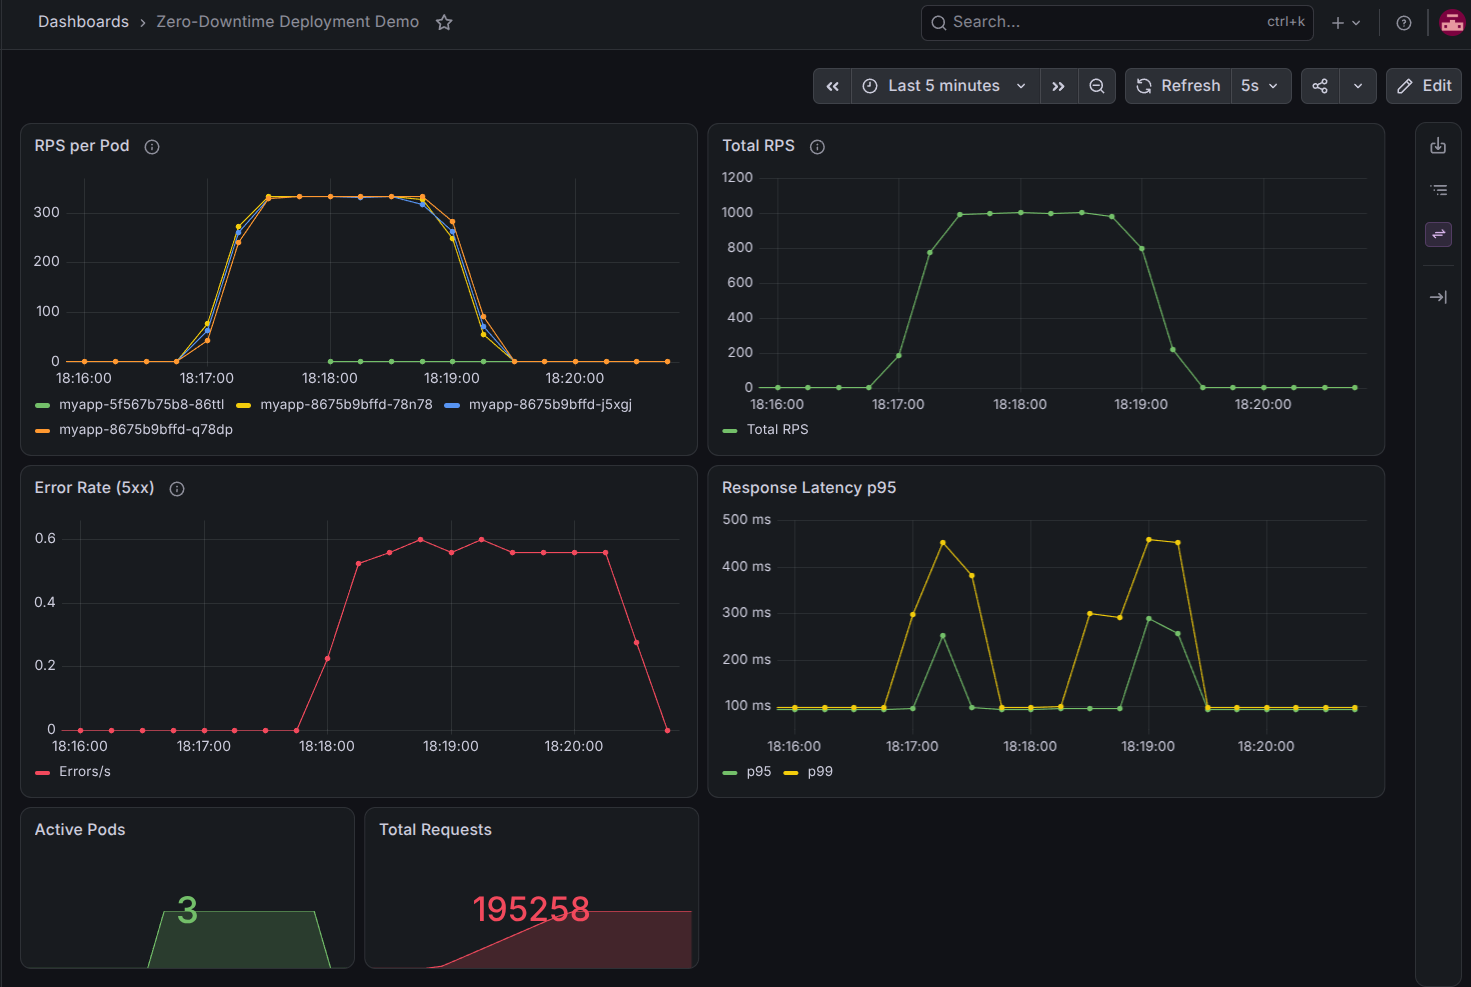 Dashboards › Zero-Downtime Deployment Demo
Search... ctrl+k
Last 5 minutes Refresh 5s Edit
RPS per Pod
300
200
100
0
18:16:00 18:17:00 18:18:00 18:19:00 18:20:00
myapp-5f567b75b8-86ttl myapp-8675b9bffd-78n78 myapp-8675b9bffd-j5xgj
myapp-8675b9bffd-q78dp
Total RPS
1200
1000
800
600
400
200
0
18:16:00 18:17:00 18:18:00 18:19:00 18:20:00
Total RPS
Error Rate (5xx)
0.6
0.4
0.2
0
18:16:00 18:17:00 18:18:00 18:19:00 18:20:00
Errors/s
Response Latency p95
500 ms
400 ms
300 ms
200 ms
100 ms
18:16:00 18:17:00 18:18:00 18:19:00 18:20:00
p95 p99
Active Pods
3
Total Requests
195258